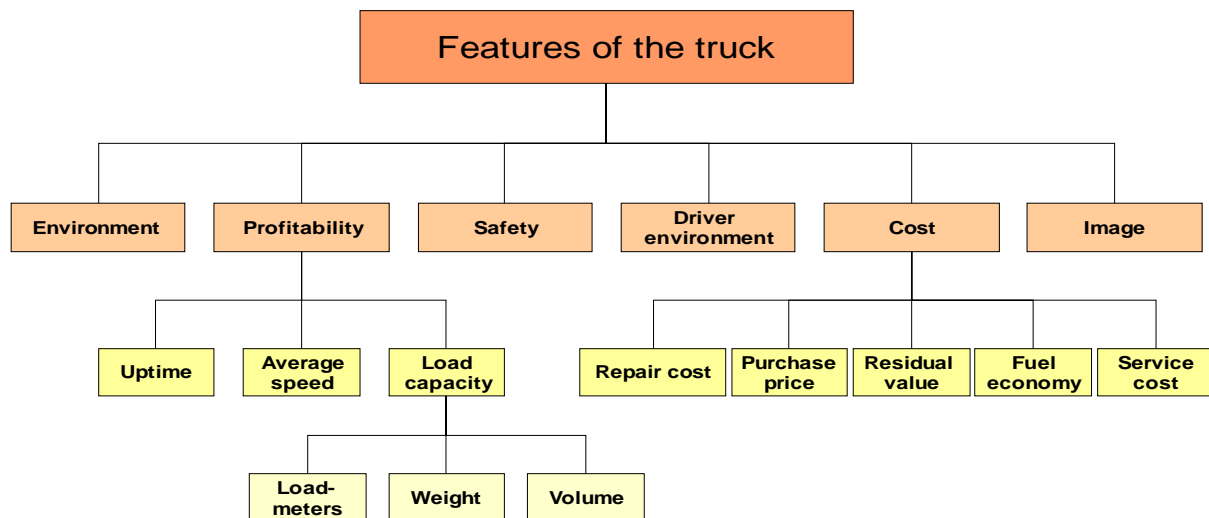 Features of the truck
Environment
Profitability
Safety
Driver
environment
Cost
Image
Uptime
Average
speed
Load
capacity
Repair cost
Purchase
price
Residual
value
Fuel
economy
Service
cost
Load-
meters
Weight
Volume